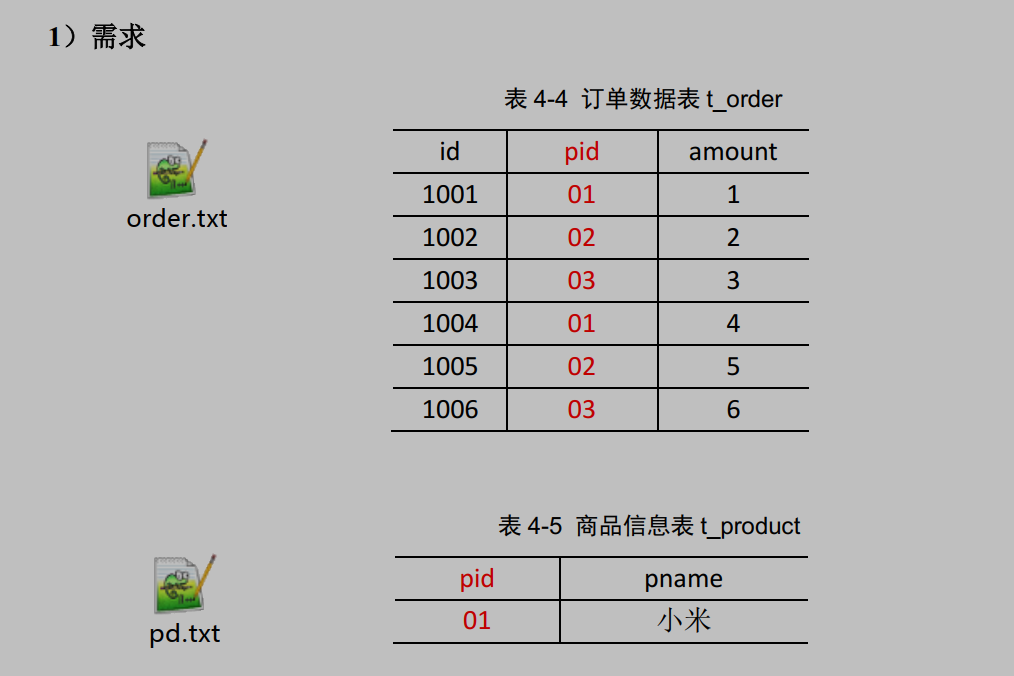 1）需求
表 4-4 订单数据表 t_order
order.txt
id pid amount
1001 01 1
1002 02 2
1003 03 3
1004 01 4
1005 02 5
1006 03 6
表 4-5 商品信息表 t_product
pd.txt
pid pname
01 小米